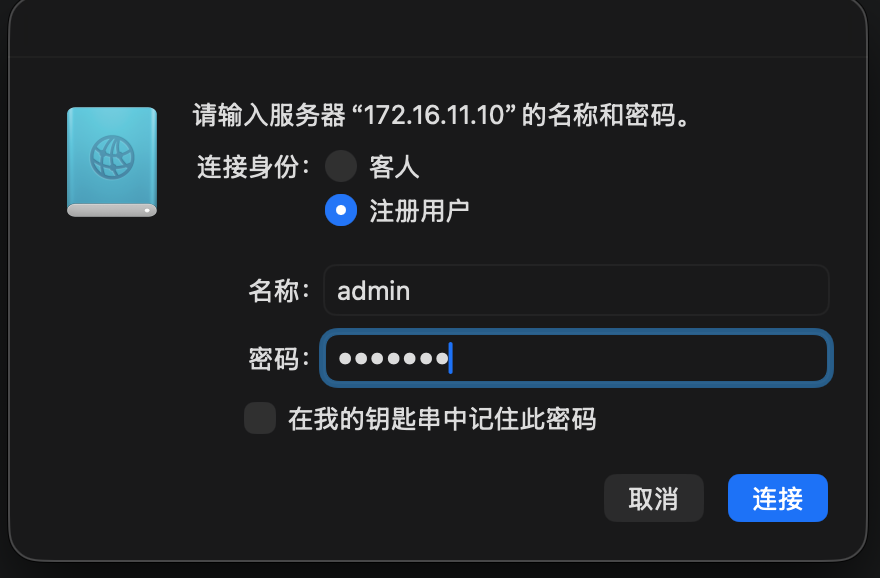 请输入服务器 “172.16.11.10” 的名称和密码。
连接身份： 客人
注册用户
名称： admin
密码： •••••••
在我的钥匙串中记住此密码
取消 连接